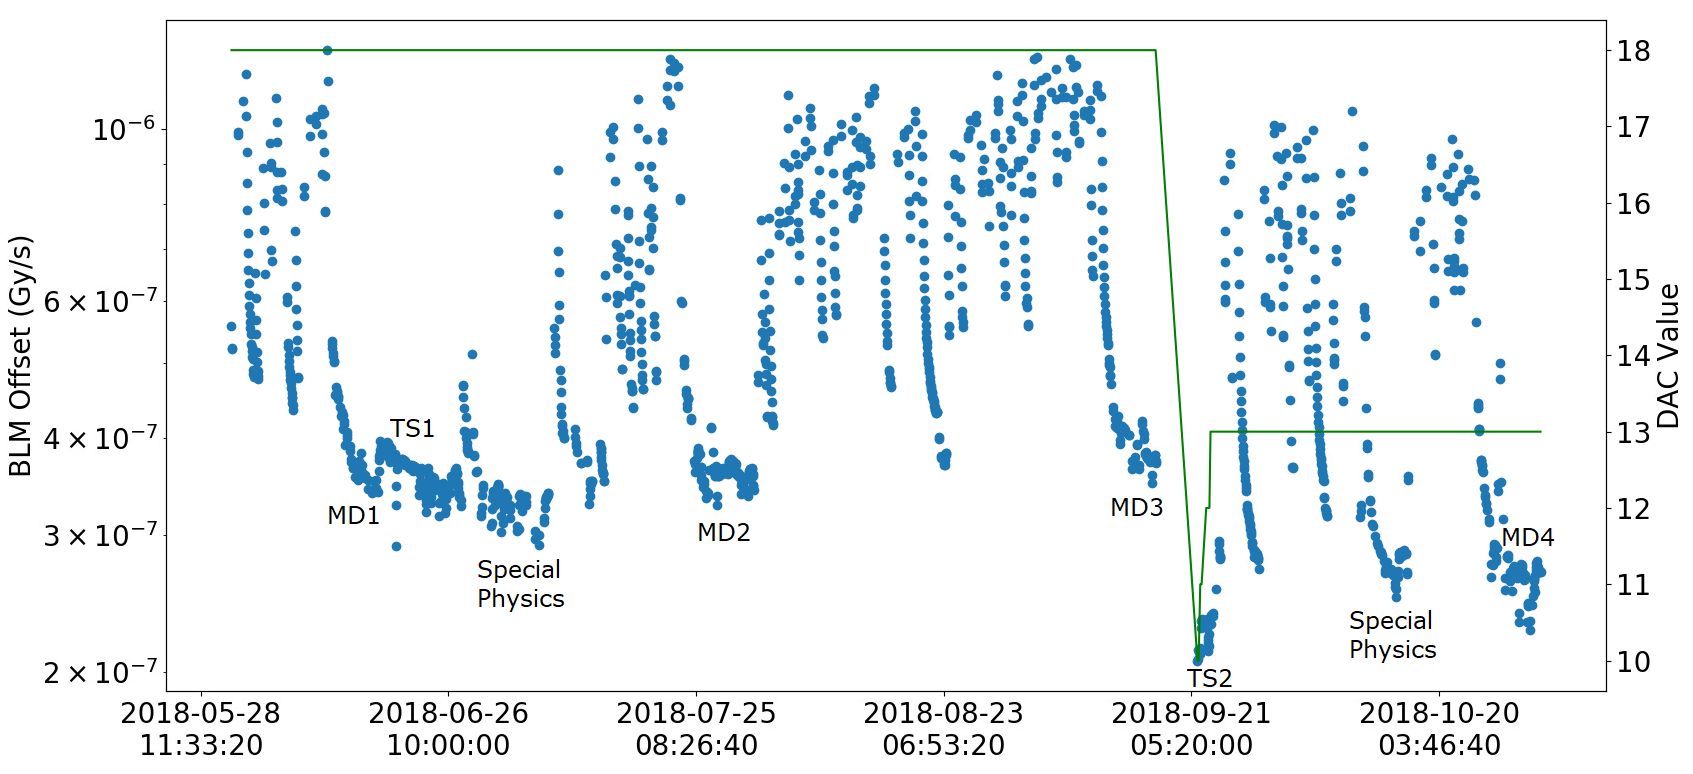 BLM Offset (Gy/s)
10⁻⁶
6 × 10⁻⁷
4 × 10⁻⁷
3 × 10⁻⁷
2 × 10⁻⁷
TS1
MD1
Special
Physics
MD2
MD3
TS2
Special
Physics
MD4
18
17
16
15
14
13
12
11
10
DAC Value
2018-05-28
11:33:20
2018-06-26
10:00:00
2018-07-25
08:26:40
2018-08-23
06:53:20
2018-09-21
05:20:00
2018-10-20
03:46:40